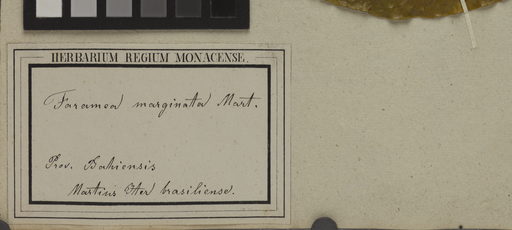 HERBARIUM REGIUM MONACENSE.
Faramea marginata Mart.
Prov. Bahiensis
Martius Iter brasiliense.